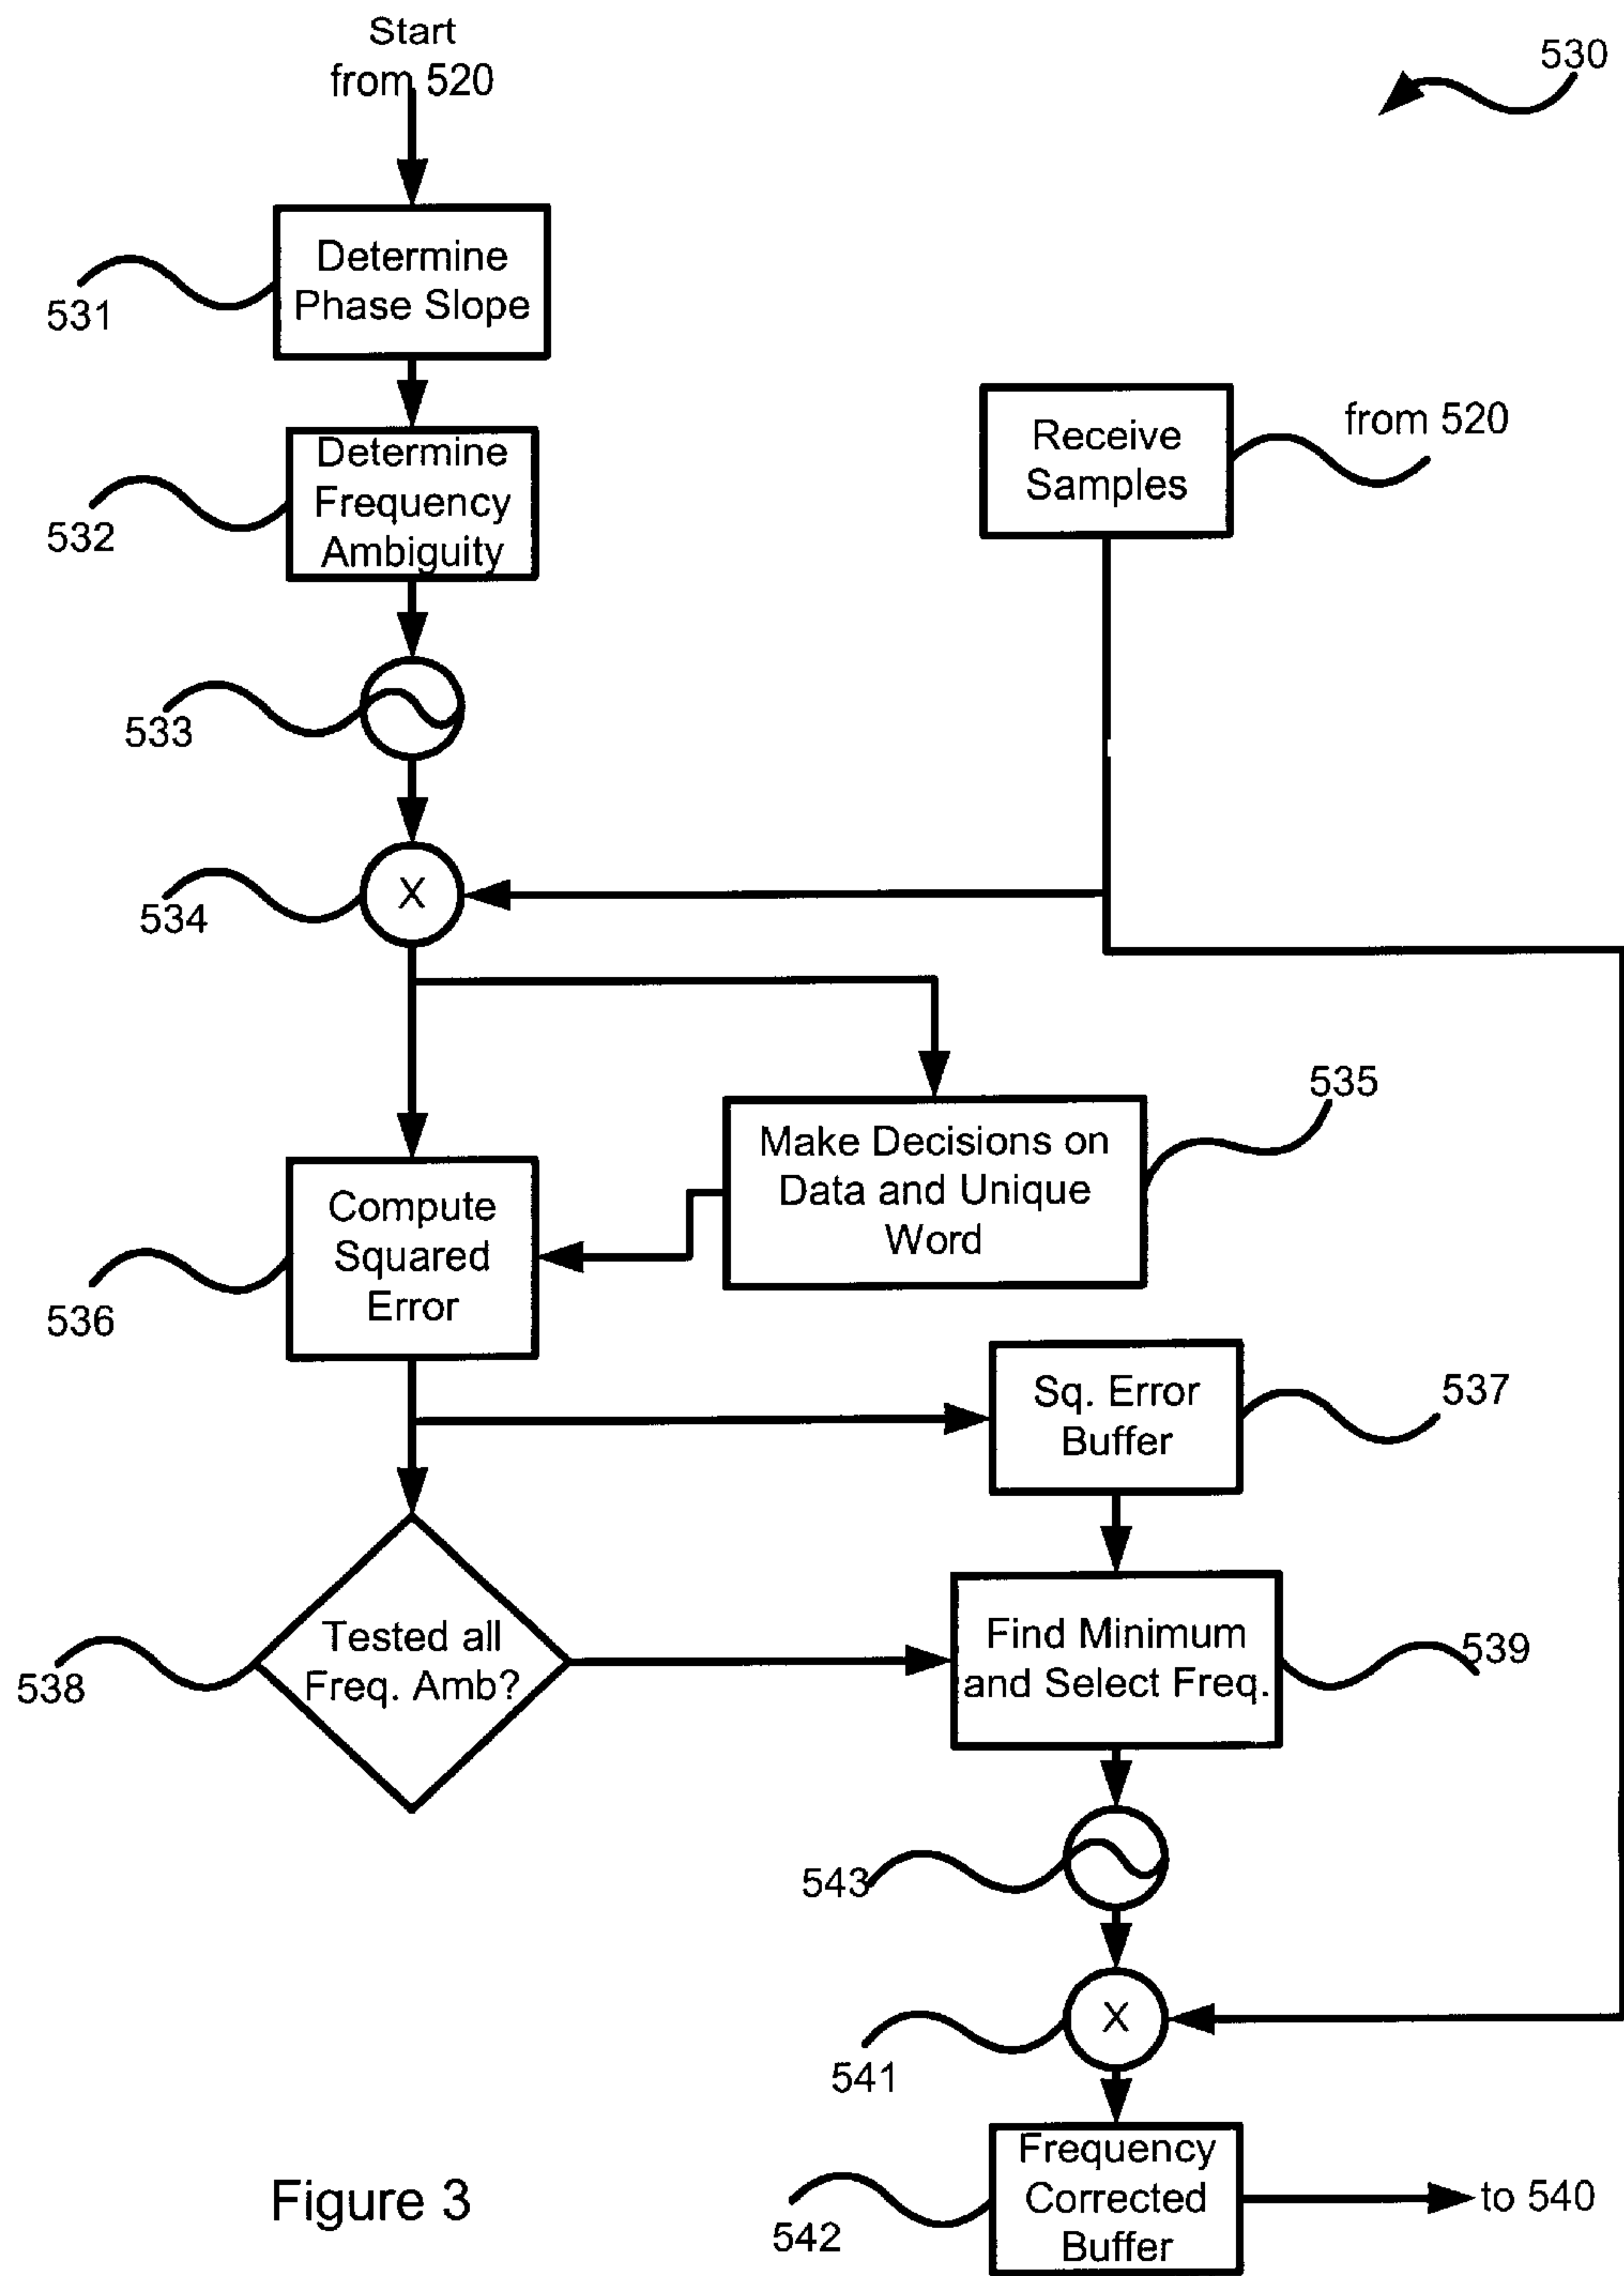 Start
from 520
530
Determine
Phase Slope
531
Receive
Samples
from 520
Determine
Frequency
Ambiguity
532
533
X
534
535
Make Decisions on
Data and Unique
Word
Compute
Squared
Error
536
Sq. Error
Buffer
537
Tested all
Freq. Amb?
538
Find Minimum
and Select Freq.
539
543
X
541
Frequency
Corrected
Buffer
to 540
542
Figure 3